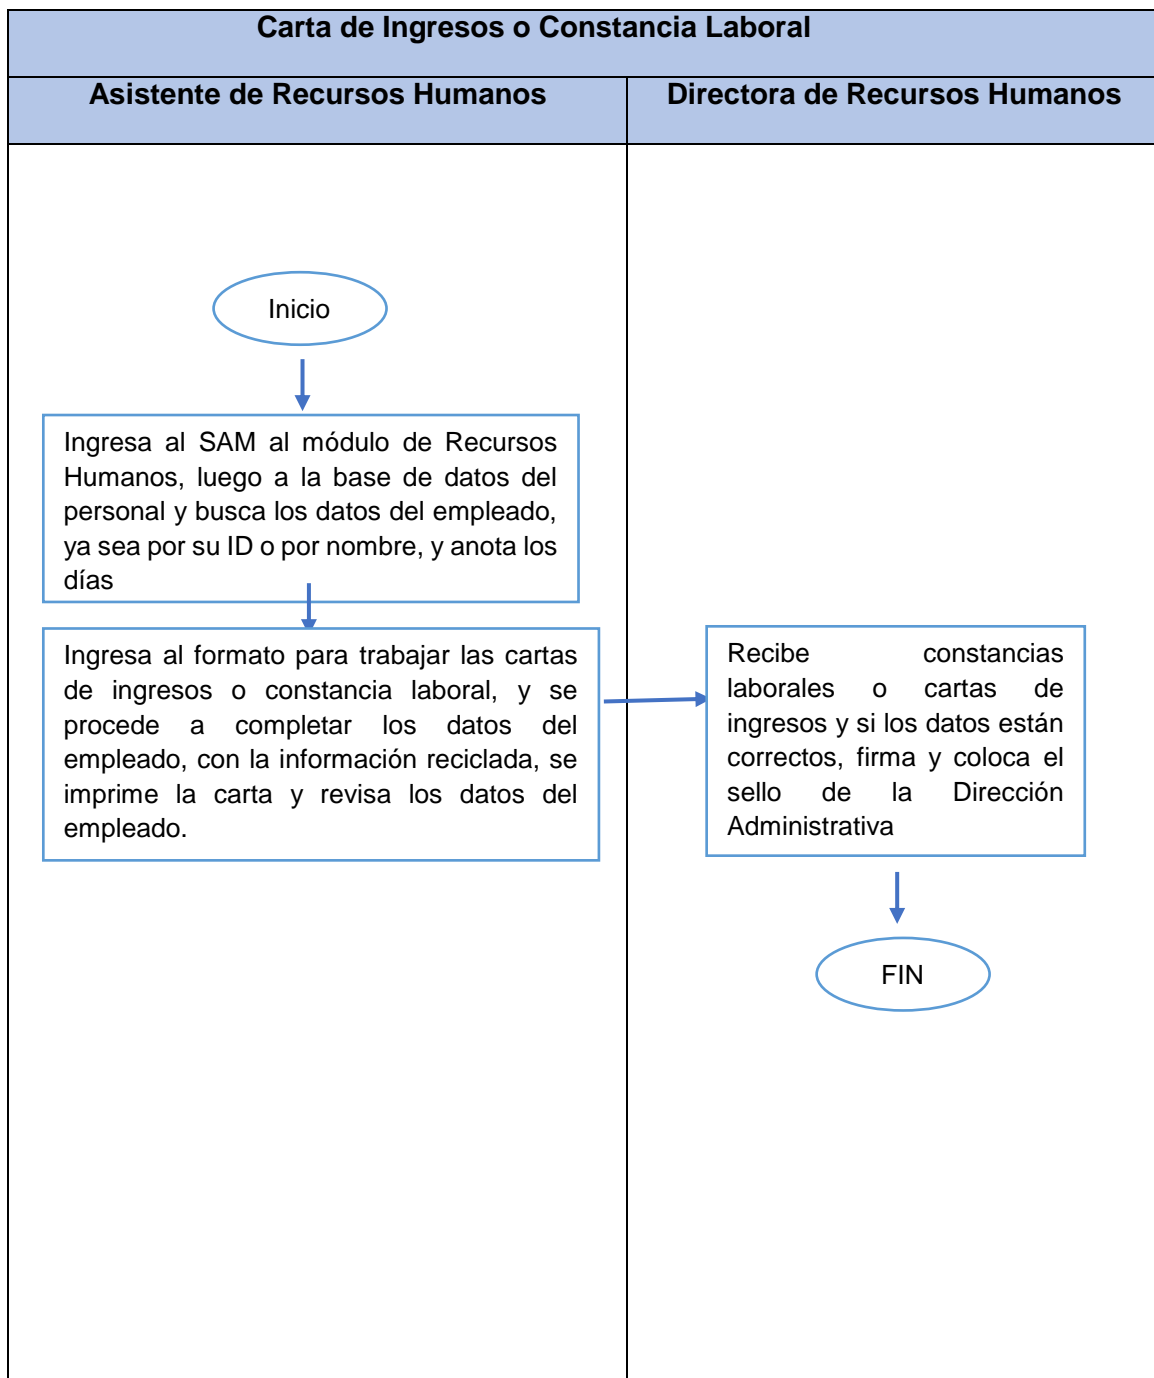 Carta de Ingresos o Constancia Laboral
Asistente de Recursos Humanos
Directora de Recursos Humanos
Inicio
Ingresa al SAM al módulo de Recursos
Humanos, luego a la base de datos del
personal y busca los datos del empleado,
ya sea por su ID o por nombre, y anota los
días
Ingresa al formato para trabajar las cartas
de ingresos o constancia laboral, y se
procede a completar los datos del
empleado, con la información reciclada, se
imprime la carta y revisa los datos del
empleado.
Recibe constancias
laborales o cartas de
ingresos y si los datos están
correctos, firma y coloca el
sello de la Dirección
Administrativa
FIN